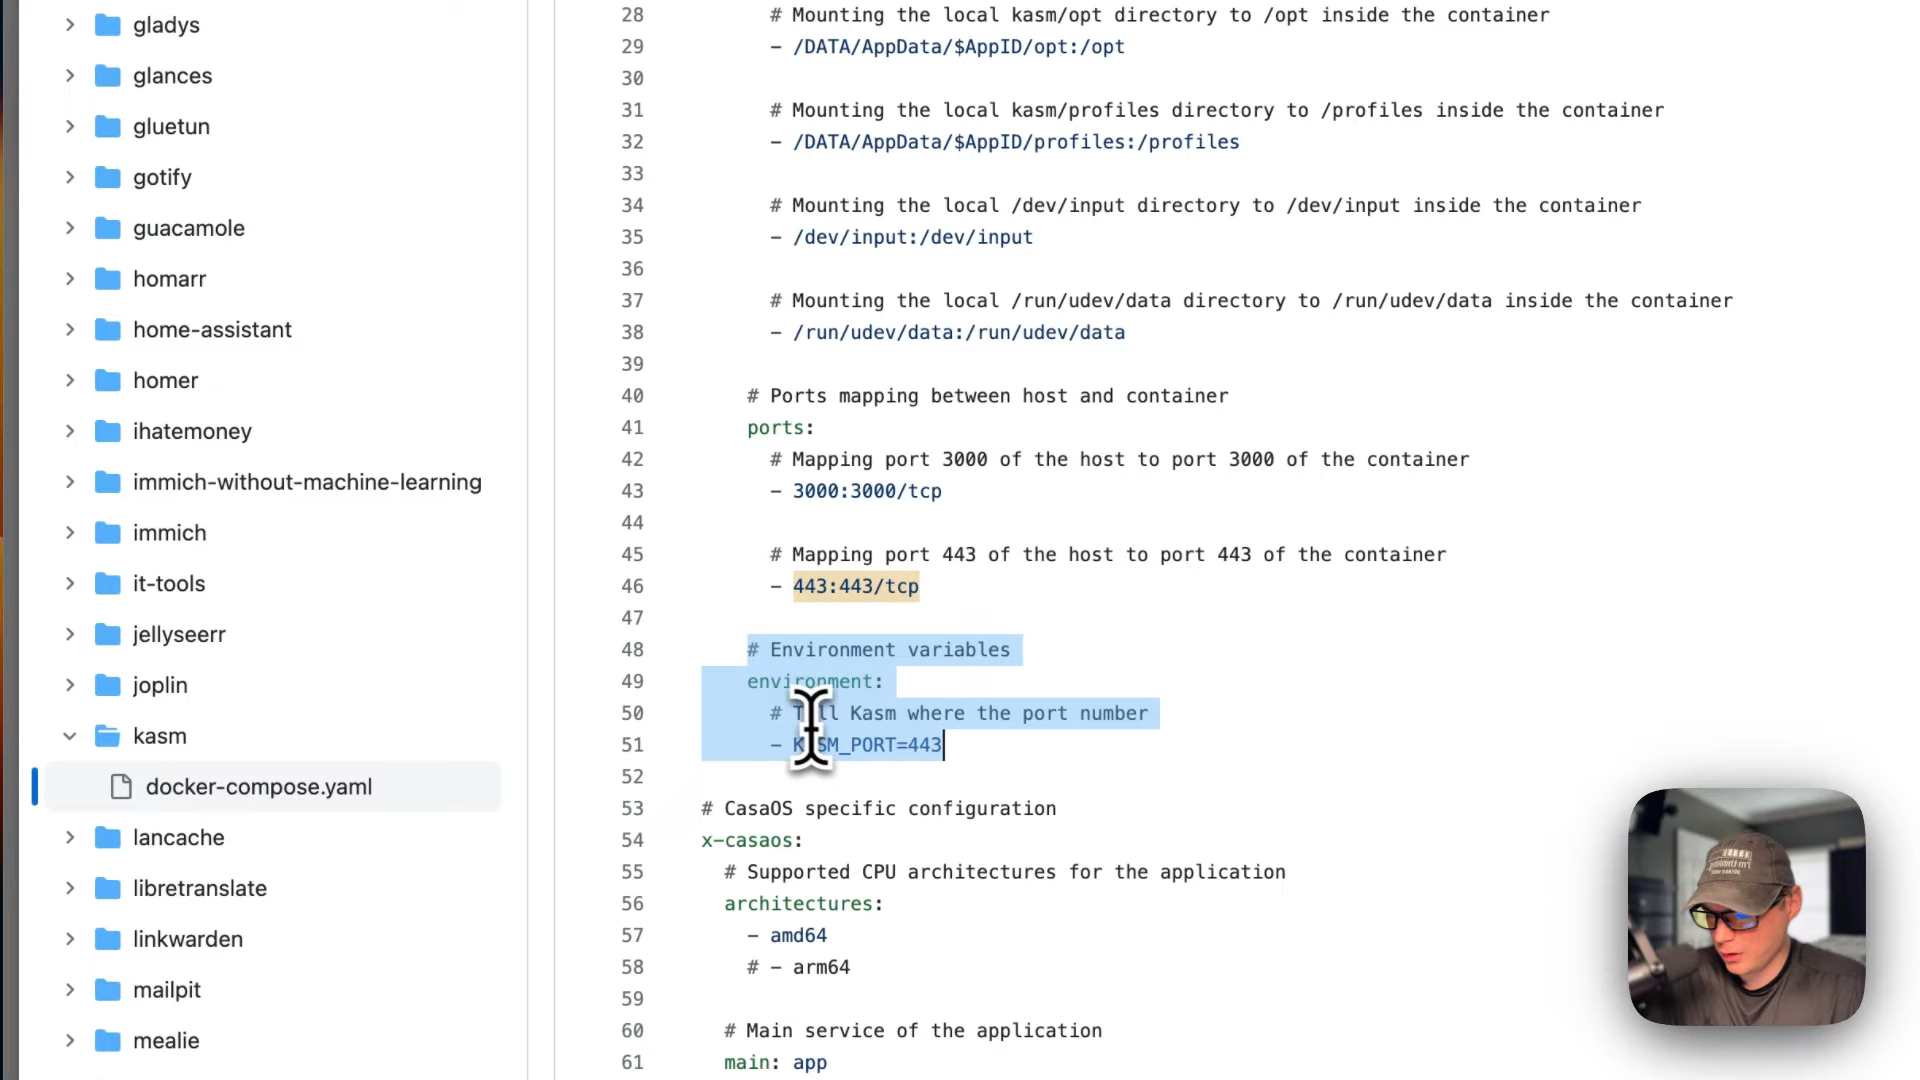 gladys
glances
gluetun
gotify
guacamole
homarr
home-assistant
homer
ihatemoney
immich-without-machine-learning
immich
it-tools
jellyseerr
joplin
kasm
docker-compose.yaml
lancache
libretranslate
linkwarden
mailpit
mealie
28 # Mounting the local kasm/opt directory to /opt inside the container
29 - /DATA/AppData/$AppID/opt:/opt
30
31 # Mounting the local kasm/profiles directory to /profiles inside the container
32 - /DATA/AppData/$AppID/profiles:/profiles
33
34 # Mounting the local /dev/input directory to /dev/input inside the container
35 - /dev/input:/dev/input
36
37 # Mounting the local /run/udev/data directory to /run/udev/data inside the container
38 - /run/udev/data:/run/udev/data
39
40 # Ports mapping between host and container
41 ports:
42 # Mapping port 3000 of the host to port 3000 of the container
43 - 3000:3000/tcp
44
45 # Mapping port 443 of the host to port 443 of the container
46 - 443:443/tcp
47
48 # Environment variables
49 environment:
50 # Tell Kasm where the port number
51 - KASM_PORT=443
52
53 # CasaOS specific configuration
54 x-casaos:
55 # Supported CPU architectures for the application
56 architectures:
57 - amd64
58 # - arm64
59
60 # Main service of the application
61 main: app